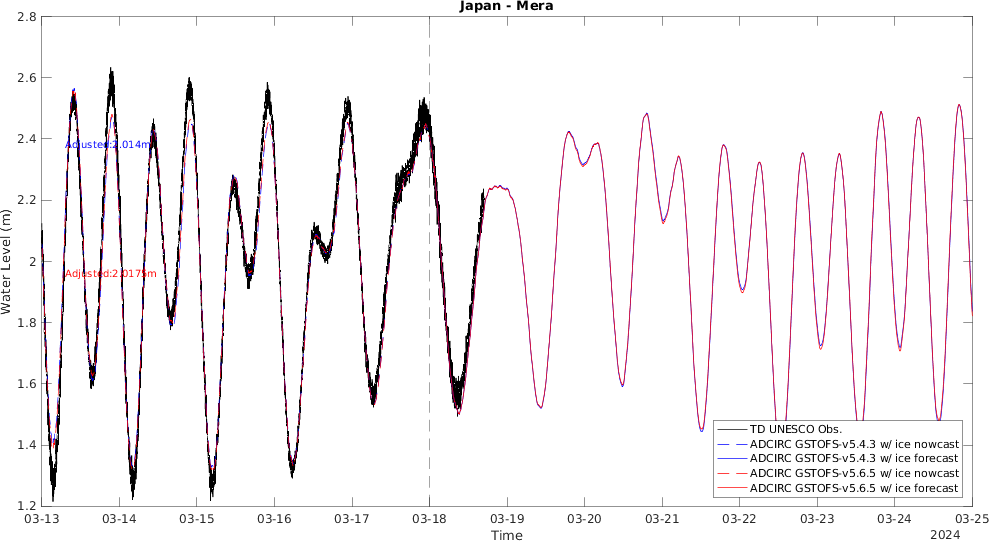 Japan - Mera
2.8
2.6
2.4
2.2
2
1.8
1.6
1.4
1.2
Water Level (m)
Adjusted:2.014m
Adjusted:2.0175m
TD UNESCO Obs.
ADCIRC GSTOFS-v5.4.3 w/ ice nowcast
ADCIRC GSTOFS-v5.4.3 w/ ice forecast
ADCIRC GSTOFS-v5.6.5 w/ ice nowcast
ADCIRC GSTOFS-v5.6.5 w/ ice forecast
03-13 03-14 03-15 03-16 03-17 03-18 03-19 03-20 03-21 03-22 03-23 03-24 03-25
Time
2024